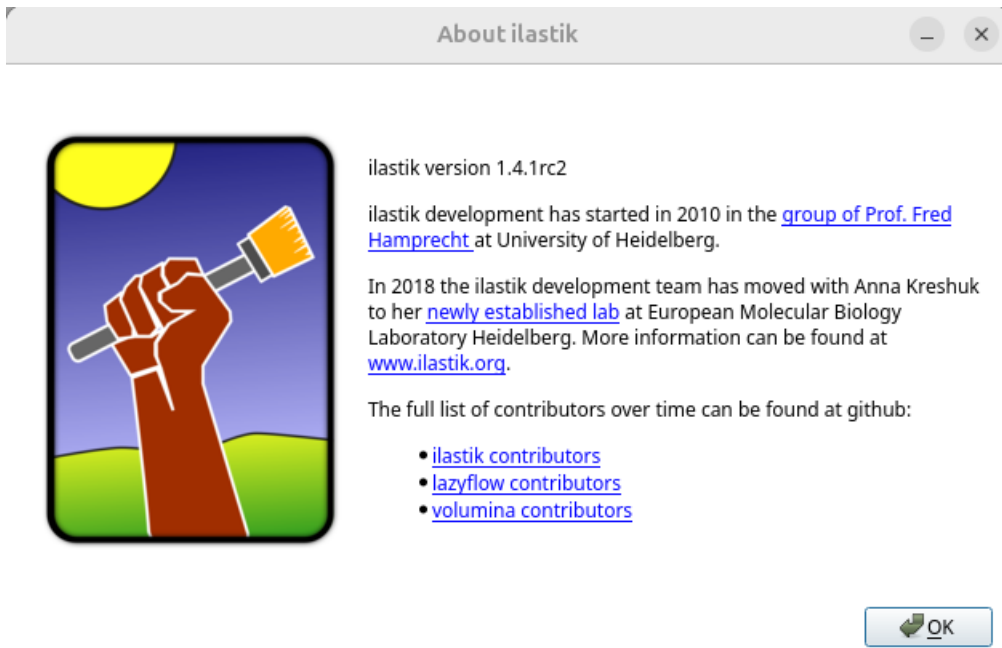 About ilastik
ilastik version 1.4.1rc2
ilastik development has started in 2010 in the group of Prof. Fred
Hamprecht at University of Heidelberg.
In 2018 the ilastik development team has moved with Anna Kreshuk
to her newly established lab at European Molecular Biology
Laboratory Heidelberg. More information can be found at
www.ilastik.org.
The full list of contributors over time can be found at github:
ilastik contributors
lazyflow contributors
volumina contributors
OK